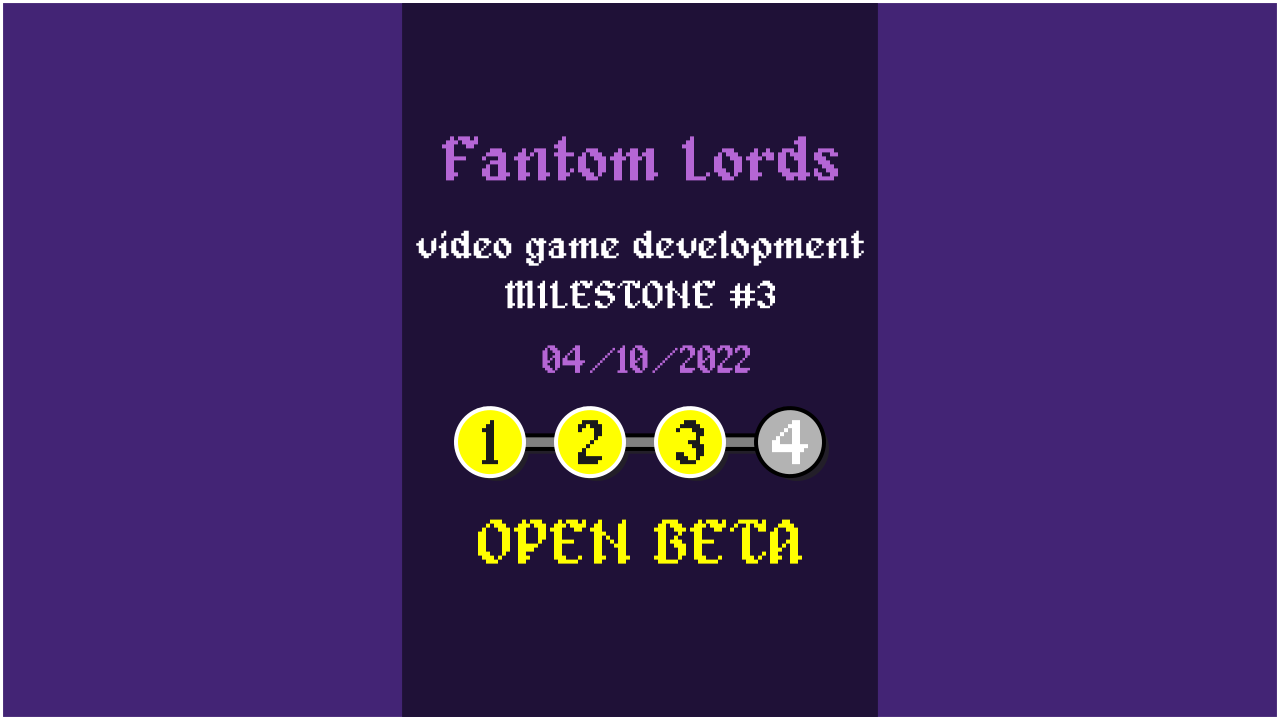 Fantom Lords
video game development
MILESTONE #3
04/10/2022
1 2 3 4
OPEN BETA